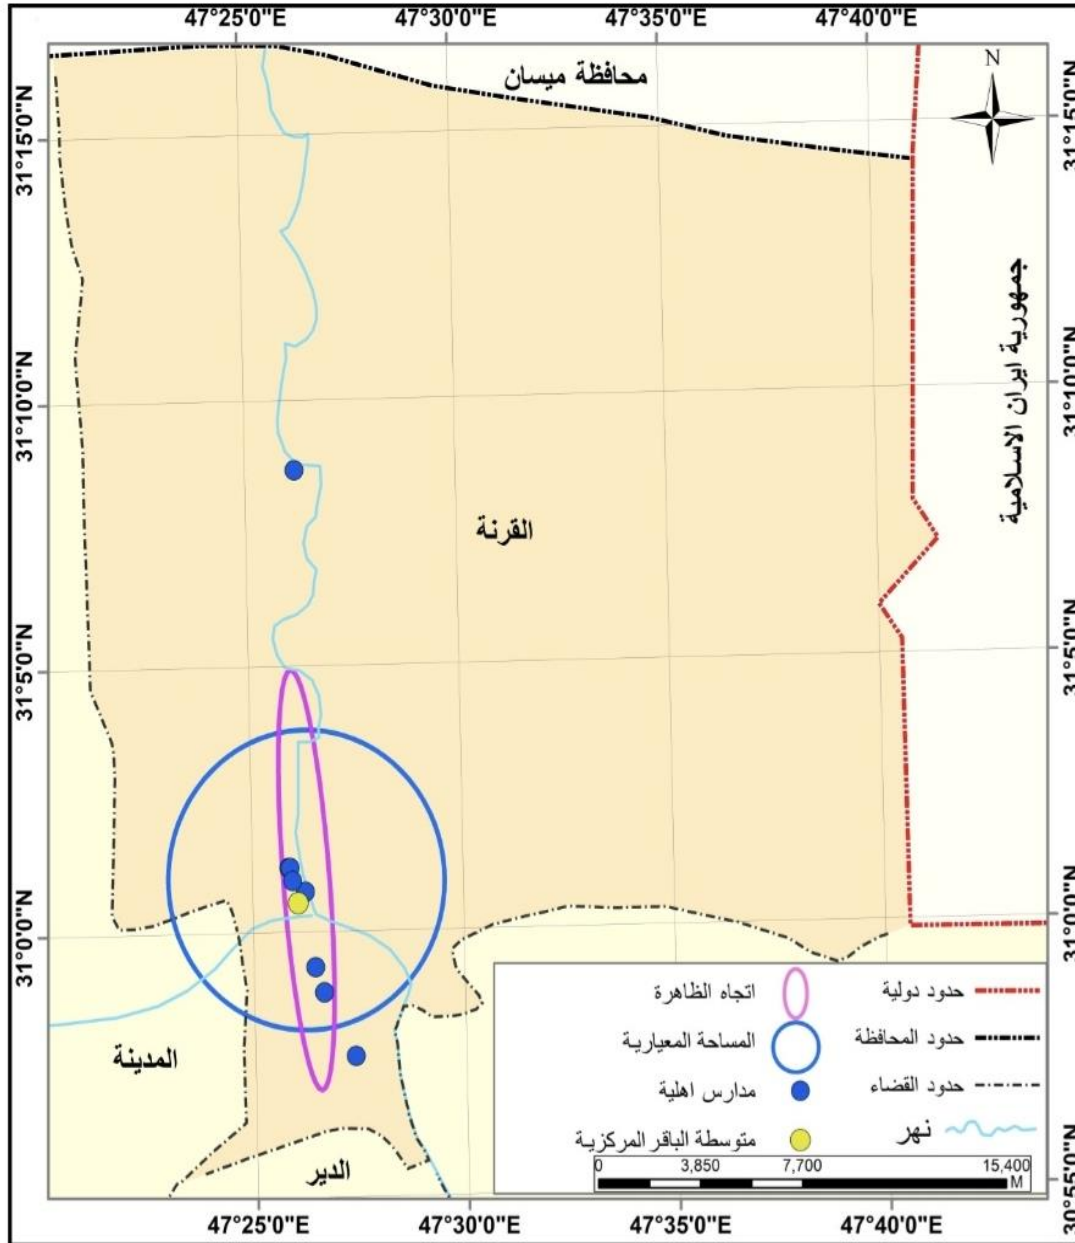 47°25'0"E 47°30'0"E 47°35'0"E 47°40'0"E
محافظة ميسان
N
31°15'0"N
31°15'0"N
31°10'0"N
31°10'0"N
جمهورية ايران الاسلامية
القرنة
31°5'0"N
31°5'0"N
31°0'0"N
31°0'0"N
المدينة
الدير
حدود دولية
اتجاه الظاهرة
حدود المحافظة
المساحة المعيارية
حدود القضاء
مدارس اهلية
نهر
متوسطة الباقر المركزية
0 3,850 7,700 15,400
M
30°55'0"N
47°25'0"E 47°30'0"E 47°35'0"E 47°40'0"E